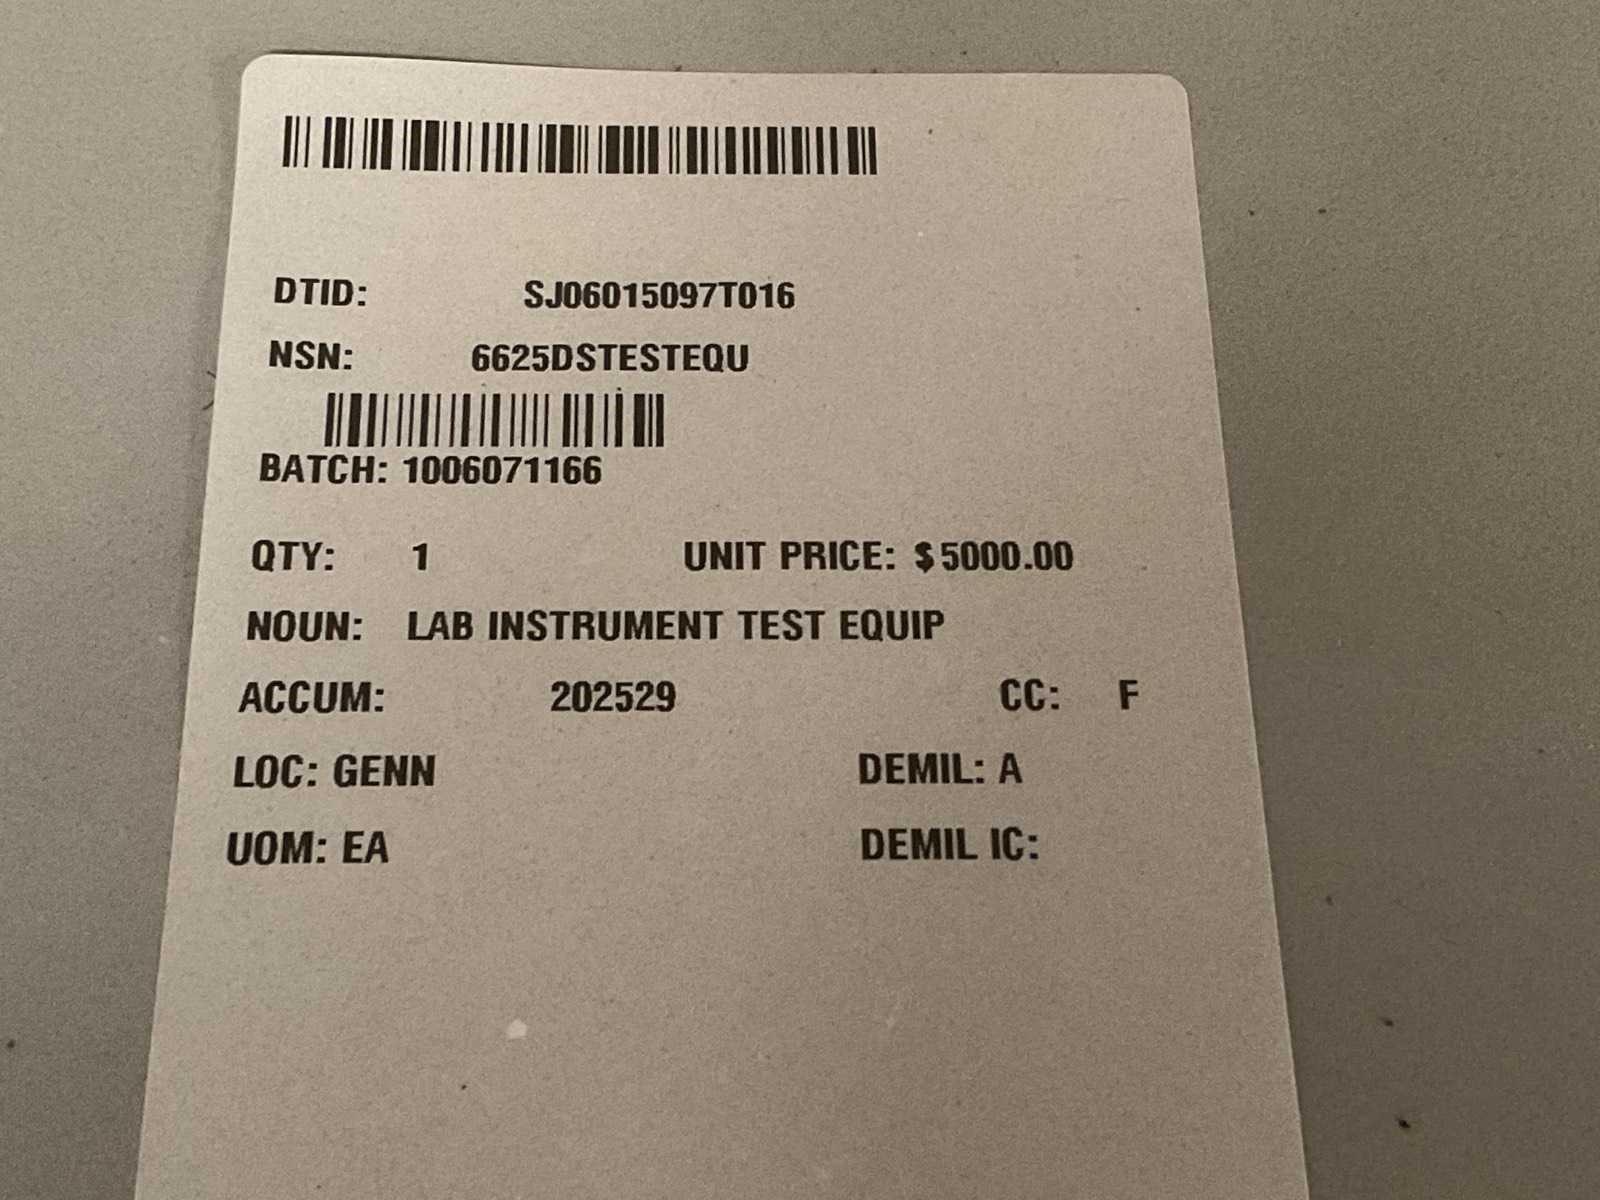 DTID: SJ06015097T016
NSN: 6625DSTESTEQU
BATCH: 1006071166
QTY: 1 UNIT PRICE: $5000.00
NOUN: LAB INSTRUMENT TEST EQUIP
ACCUM: 202529 CC: F
LOC: GENN DEMIL: A
UOM: EA DEMIL IC: